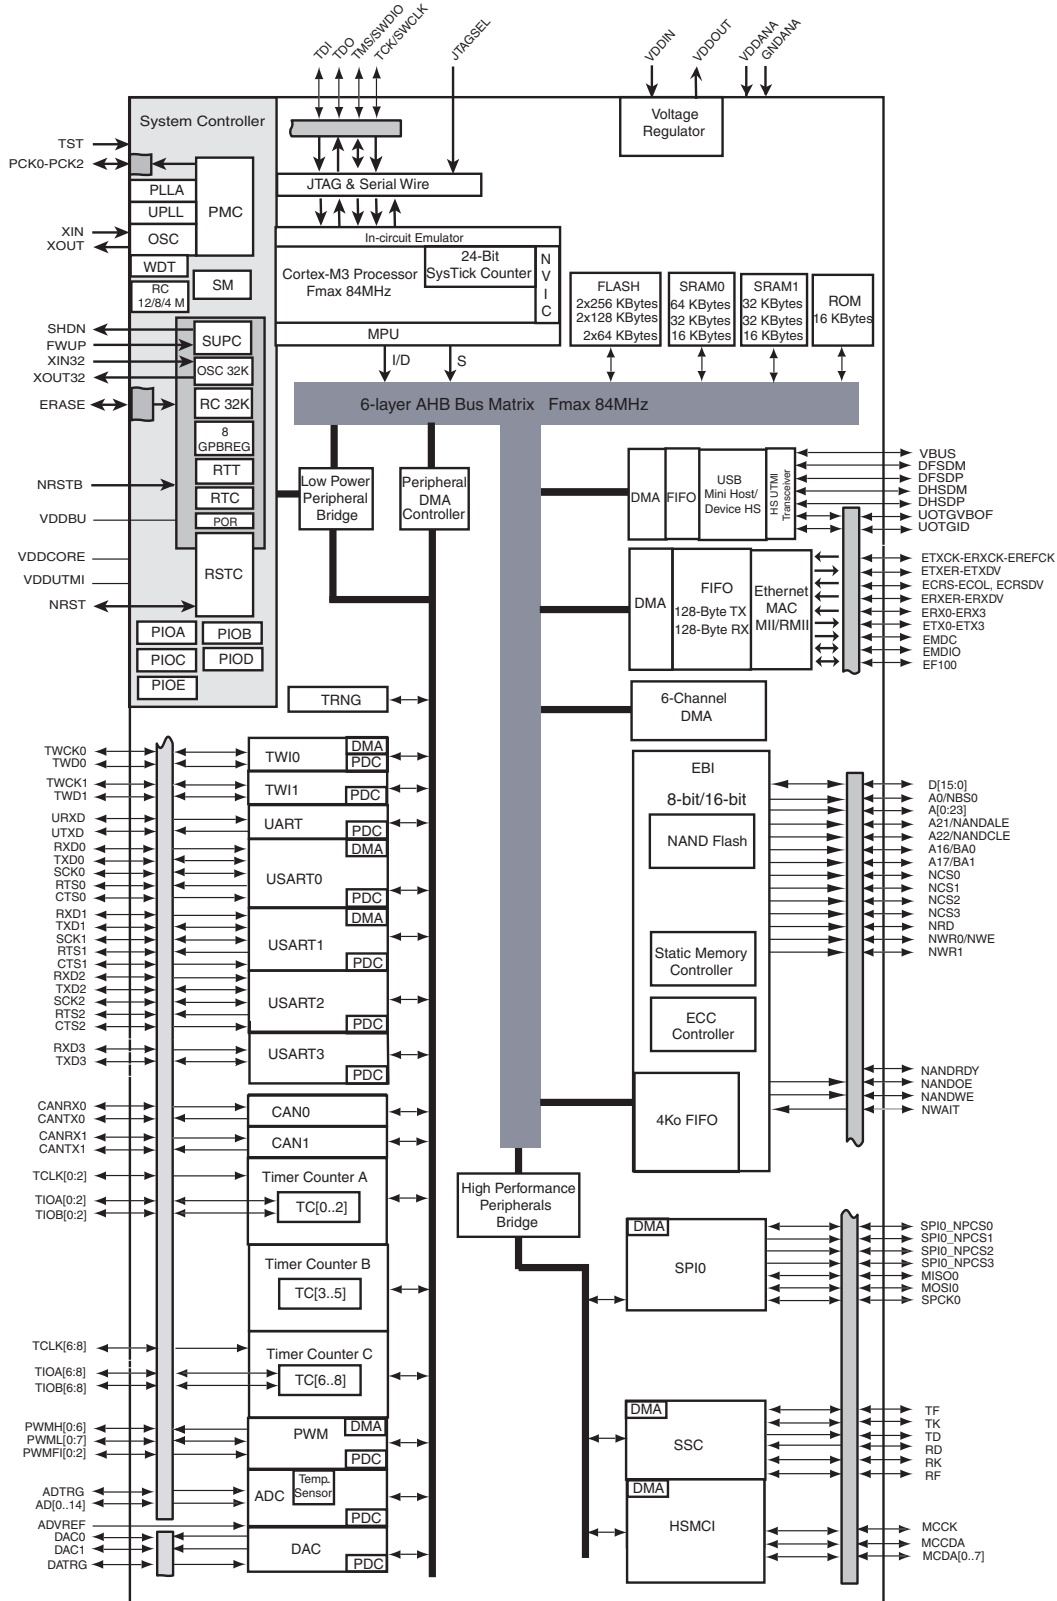 TDI
TDO
TMS/SWDIO
TCK/SWCLK
JTAGSEL
VDDIN
VDDOUT
VDDANA
GNDANA
System Controller
Voltage
Regulator
TST
PCK0-PCK2
PLLA
UPLL
OSC
PMC
XIN
XOUT
WDT
RC
12/8/4 M
SM
JTAG & Serial Wire
In-circuit Emulator
Cortex-M3 Processor
Fmax 84MHz
24-Bit
SysTick Counter
N
V
I
C
MPU
I/D
S
FLASH
2x256 KBytes
2x128 KBytes
2x64 KBytes
SRAM0
64 KBytes
32 KBytes
16 KBytes
SRAM1
32 KBytes
32 KBytes
16 KBytes
ROM
16 KBytes
SHDN
FWUP
XIN32
XOUT32
ERASE
NRSTB
VDDBU
VDDCORE
VDDUTMI
NRST
SUPC
OSC 32K
RC 32K
8
GPBREG
RTT
RTC
POR
RSTC
PIOA
PIOB
PIOC
PIOD
PIOE
6-layer AHB Bus Matrix Fmax 84MHz
Low Power
Peripheral
Bridge
Peripheral
DMA
Controller
DMA
FIFO
USB
Mini Host/
Device HS
HS UTMI
Transceiver
VBUS
DFSDM
DFSDP
DHSDM
DHSDP
UOTGVBOF
UOTGID
DMA
FIFO
128-Byte TX
128-Byte RX
Ethernet
MAC
MII/RMII
ETXCK-ERXCK-EREFCK
ETXER-ETXDV
ECRS-ECOL, ECRSDV
ERXER-ERXDV
ERX0-ERX3
ETX0-ETX3
EMDC
EMDIO
EF100
TRNG
6-Channel
DMA
TWCK0
TWD0
TWCK1
TWD1
URXD
UTXD
RXD0
TXD0
SCK0
RTS0
CTS0
RXD1
TXD1
SCK1
RTS1
CTS1
RXD2
TXD2
SCK2
RTS2
CTS2
RXD3
TXD3
CANRX0
CANTX0
CANRX1
CANTX1
TCLK[0:2]
TIOA[0:2]
TIOB[0:2]
TCLK[6:8]
TIOA[6:8]
TIOB[6:8]
PWMH[0:6]
PWML[0:7]
PWMFI[0:2]
ADTRG
AD[0..14]
ADVREF
DAC0
DAC1
DATRG
TWI0
DMA
PDC
TWI1
PDC
UART
PDC
DMA
USART0
PDC
DMA
USART1
PDC
USART2
PDC
USART3
PDC
CAN0
CAN1
Timer Counter A
TC[0..2]
Timer Counter B
TC[3..5]
Timer Counter C
TC[6..8]
PWM
DMA
PDC
Temp.
Sensor
ADC
PDC
DAC
PDC
EBI
8-bit/16-bit
NAND Flash
Static Memory
Controller
ECC
Controller
4Ko FIFO
D[15:0]
A0/NBS0
A[0:23]
A21/NANDALE
A22/NANDCLE
A16/BA0
A17/BA1
NCS0
NCS1
NCS2
NCS3
NRD
NWR0/NWE
NWR1
NANDRDY
NANDOE
NANDWE
NWAIT
High Performance
Peripherals
Bridge
DMA
SPI0
SPI0_NPCS0
SPI0_NPCS1
SPI0_NPCS2
SPI0_NPCS3
MISO0
MOSI0
SPCK0
DMA
SSC
TF
TK
TD
RD
RK
RF
DMA
HSMCI
MCCK
MCCDA
MCDA[0..7]